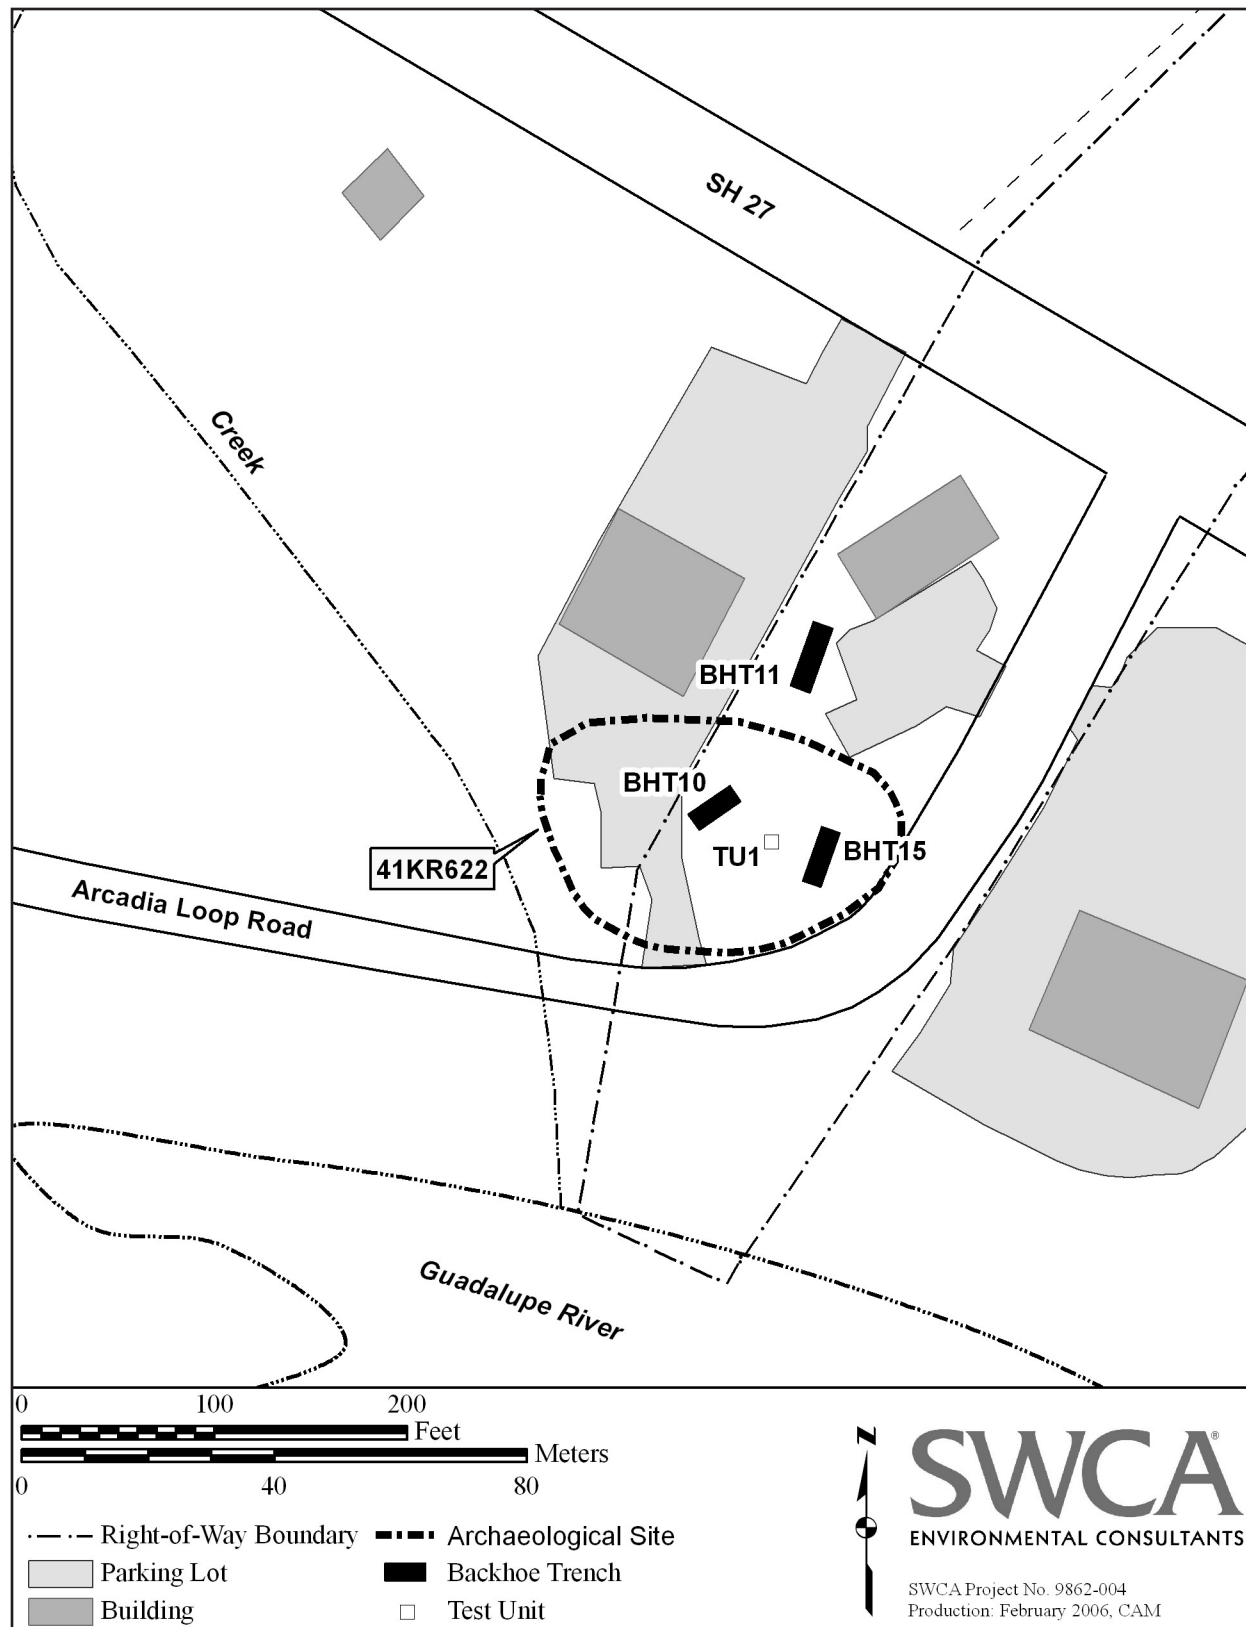 SH 27
Creek
BHT11
BHT10
TU1
BHT15
41KR622
Arcadia Loop Road
Guadalupe River
0 100 200
Feet
Meters
0 40 80
Right-of-Way Boundary
Archaeological Site
Parking Lot
Backhoe Trench
Building
Test Unit
N
SWCA®
ENVIRONMENTAL CONSULTANTS
SWCA Project No. 9862-004
Production: February 2006, CAM